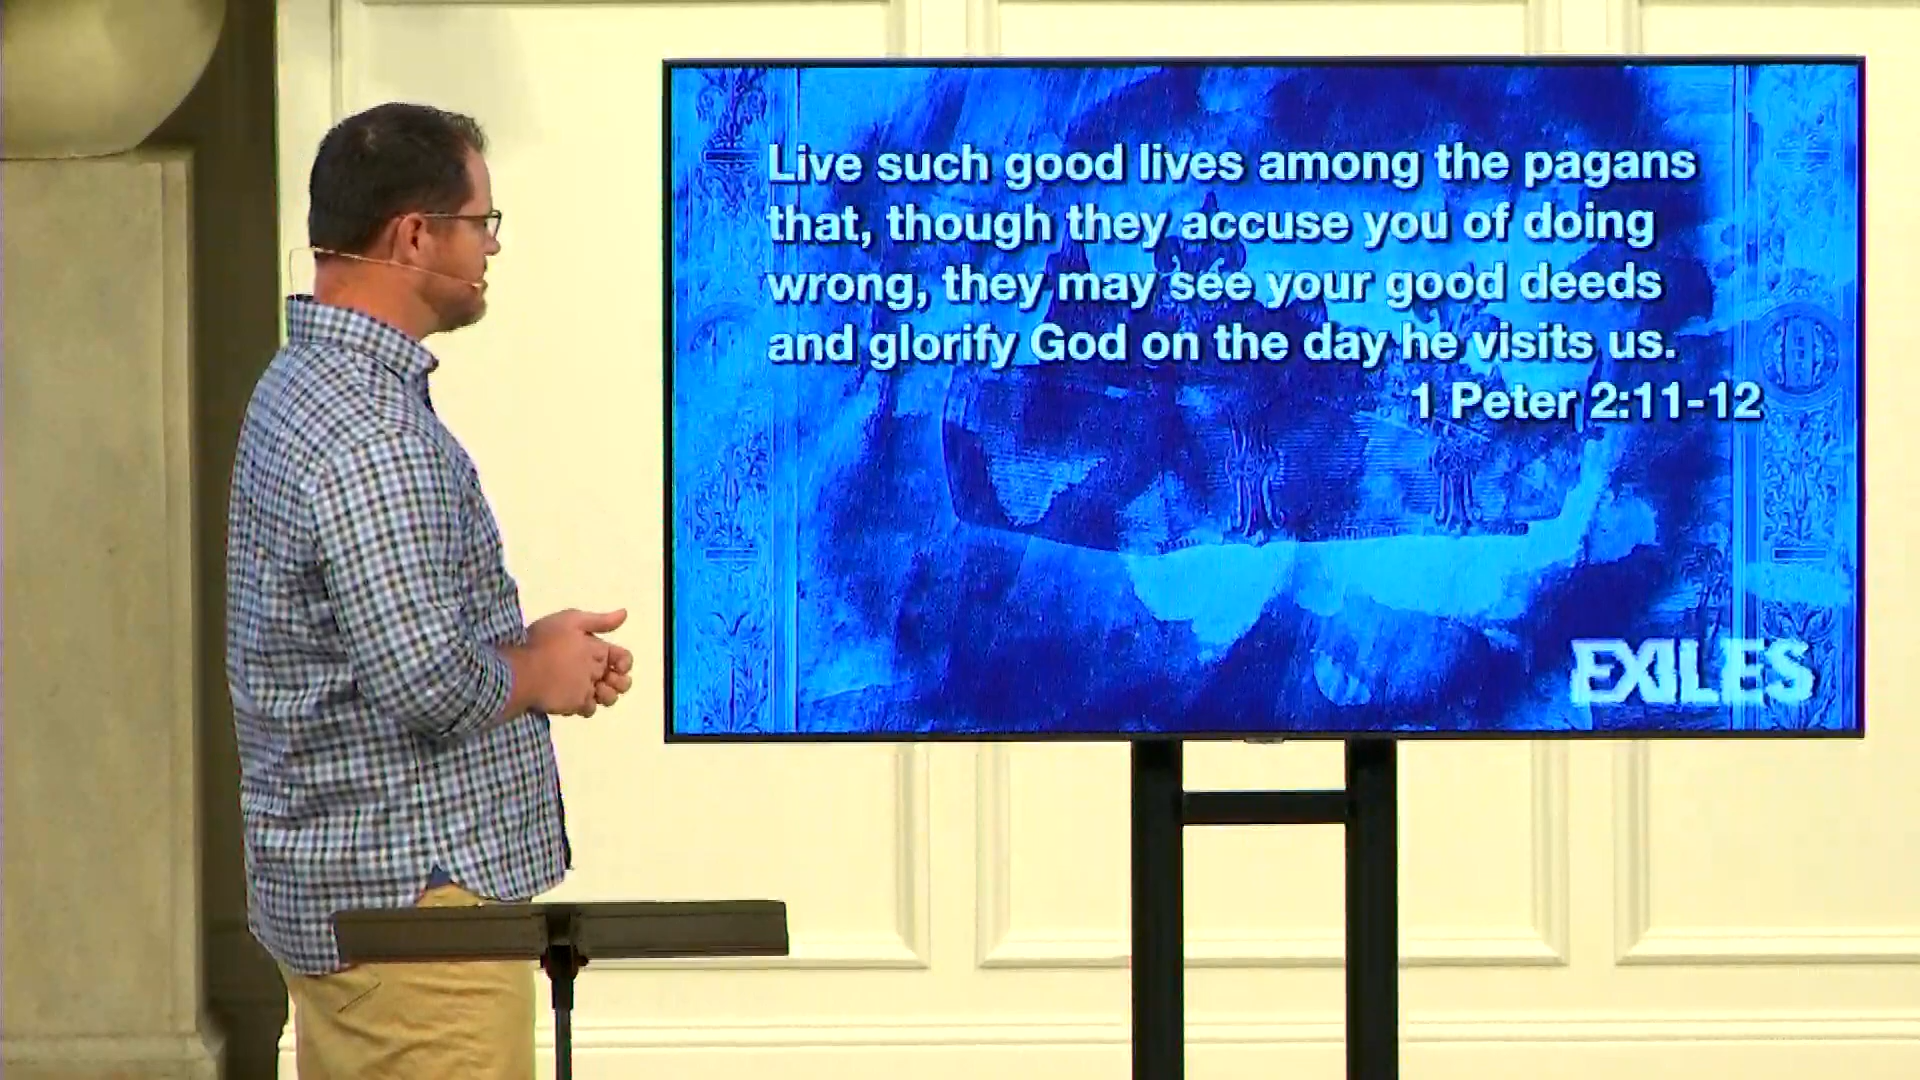 Live such good lives among the pagans
that, though they accuse you of doing
wrong, they may see your good deeds
and glorify God on the day he visits us.
1 Peter 2:11-12
EXILES